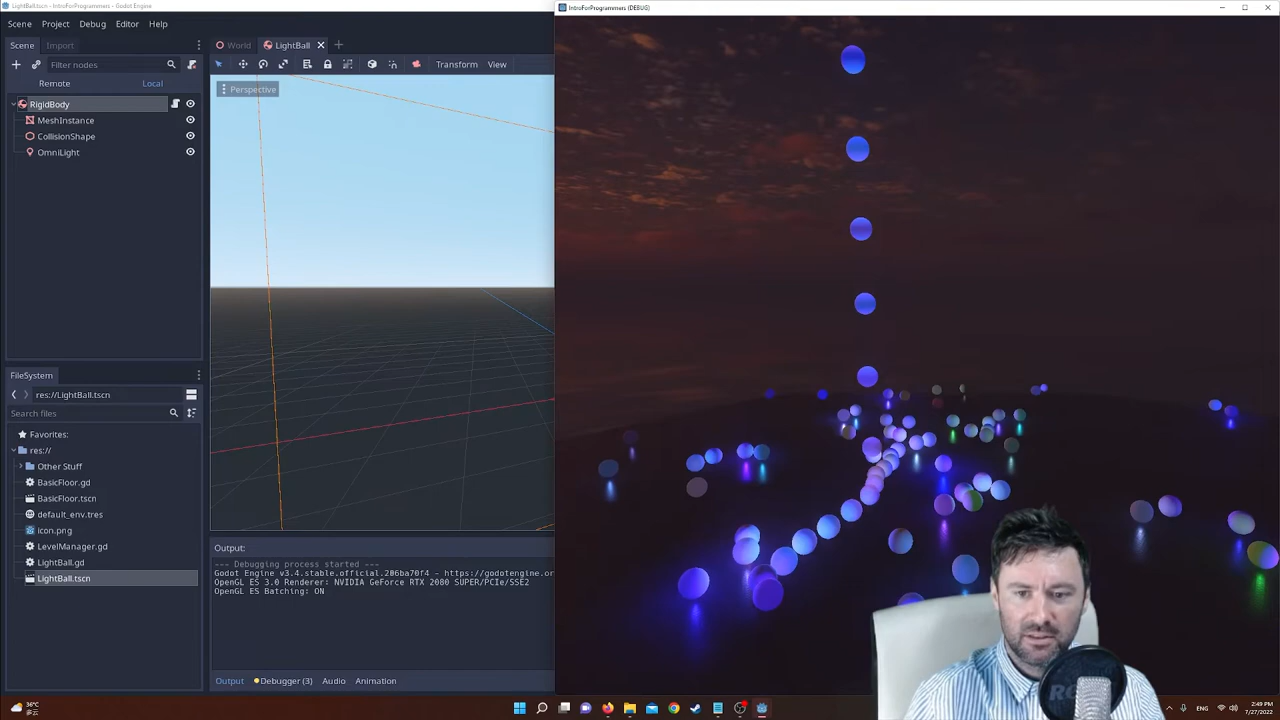 LightBall.tscn - IntroForProgrammers - Godot Engine
Scene Project Debug Editor Help
Scene Import
Filter nodes
Remote Local
RigidBody
MeshInstance
CollisionShape
OmniLight
FileSystem
res://LightBall.tscn
Search files
Favorites:
res://
Other Stuff
BasicFloor.gd
BasicFloor.tscn
default_env.tres
icon.png
LevelManager.gd
LightBall.gd
LightBall.tscn
World LightBall
Transform View
Perspective
Output:
--- Debugging process started ---
Godot Engine v3.4.stable.official.206ba70f4 - https://godotengine.or
OpenGL ES 3.0 Renderer: NVIDIA GeForce RTX 2080 SUPER/PCIe/SSE2
OpenGL ES Batching: ON
Output Debugger (3) Audio Animation
IntroForProgrammers (DEBUG)
ENG
2:49 PM
7/27/2022